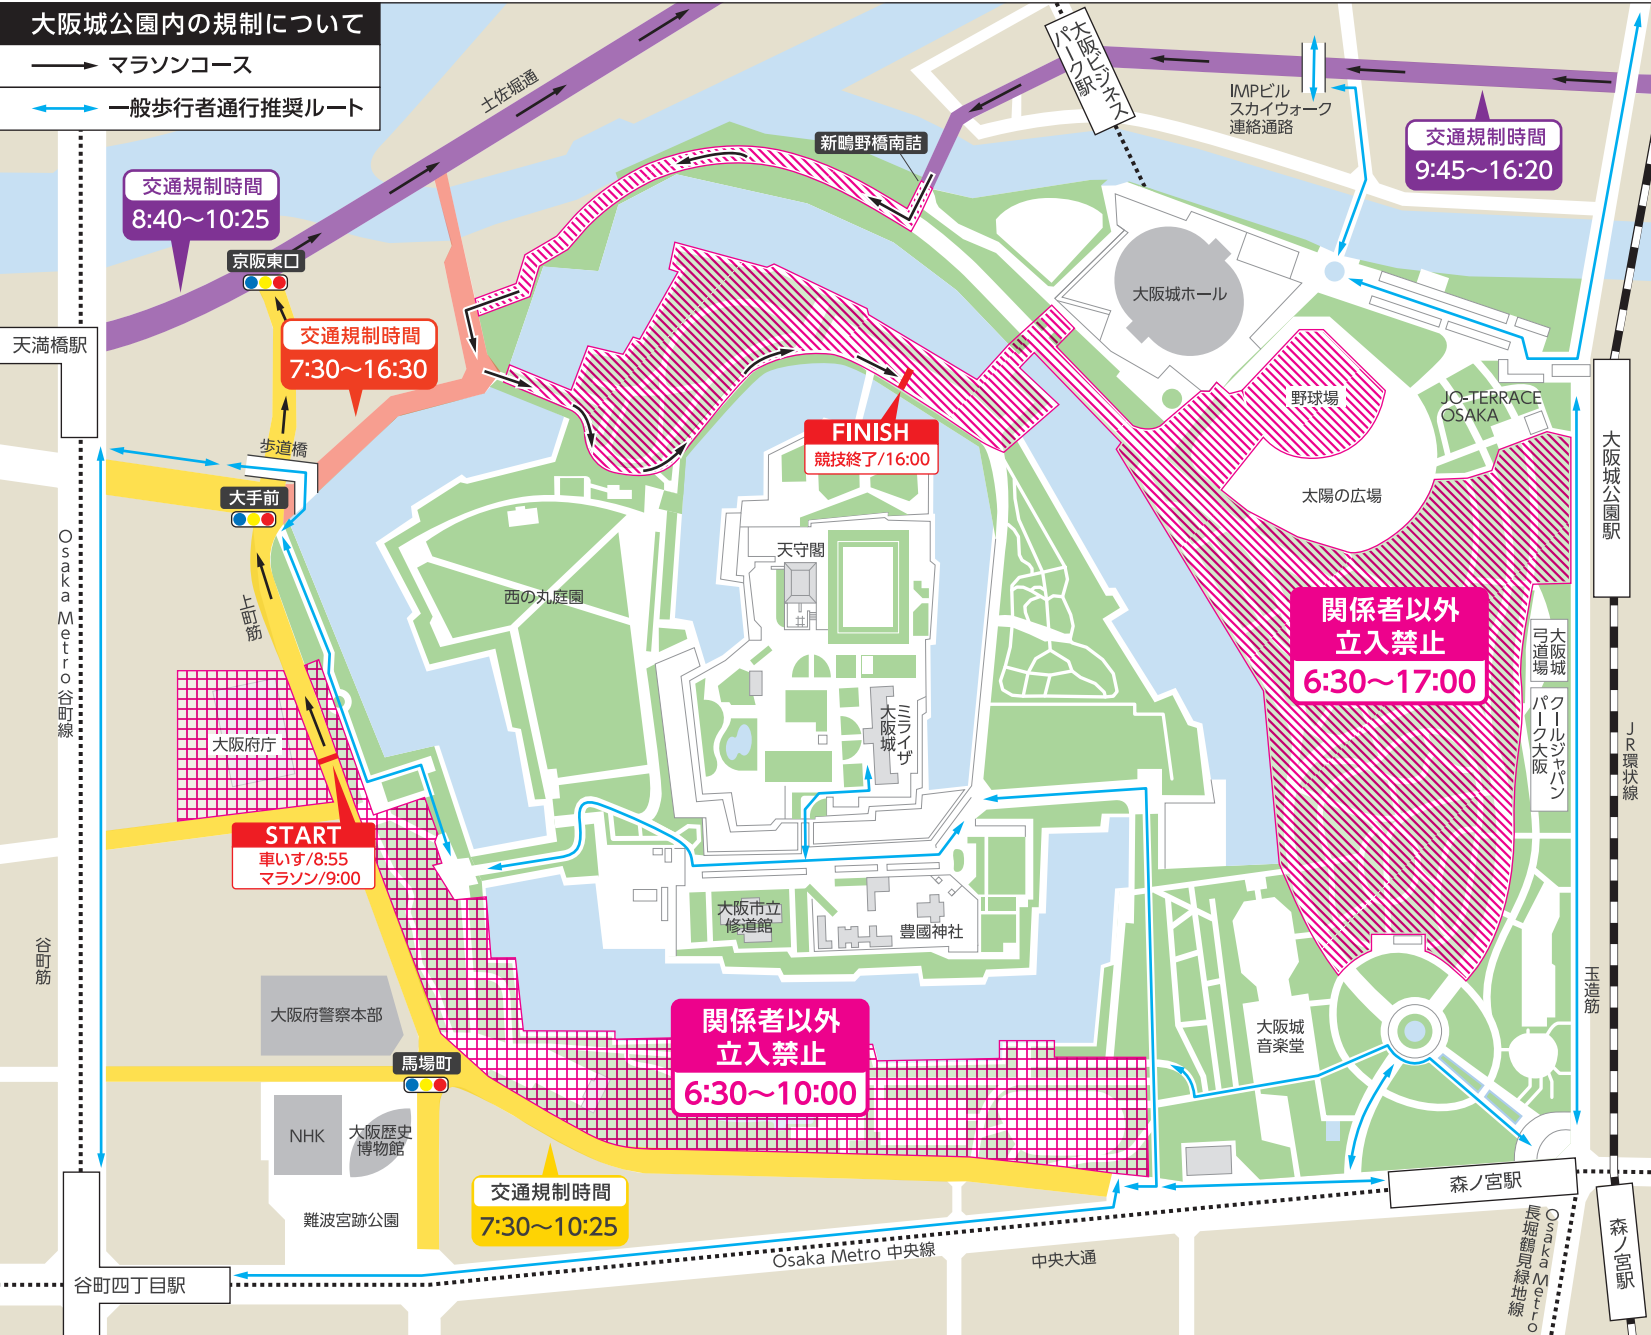 大阪城公園内の規制について
マラソンコース
一般歩行者通行推奨ルート
土佐堀通
大阪ビジネス
パーク駅
IMPビル
スカイウォーク
連絡通路
新鴫野橋南詰
交通規制時間
9:45～16:20
交通規制時間
8:40～10:25
京阪東口
天満橋駅
交通規制時間
7:30～16:30
大阪城ホール
野球場
JO-TERRACE
OSAKA
太陽の広場
大阪城公園駅
歩道橋
大手前
FINISH
競技終了/16:00
天守閣
西の丸庭園
上町筋
Osaka Metro 谷町線
関係者以外
立入禁止
6:30～17:00
大阪城
弓道場
クールジャパン
パーク大阪
JR環状線
大阪府庁
ミライザ
大阪城
START
車いす/8:55
マラソン/9:00
大阪市立
修道館
豊國神社
谷町筋
玉造筋
大阪府警察本部
関係者以外
立入禁止
6:30～10:00
大阪城
音楽堂
馬場町
NHK
大阪歴史
博物館
交通規制時間
7:30～10:25
難波宮跡公園
森ノ宮駅
森ノ宮駅
Osaka Metro
長堀鶴見緑地線
Osaka Metro 中央線
中央大通
谷町四丁目駅